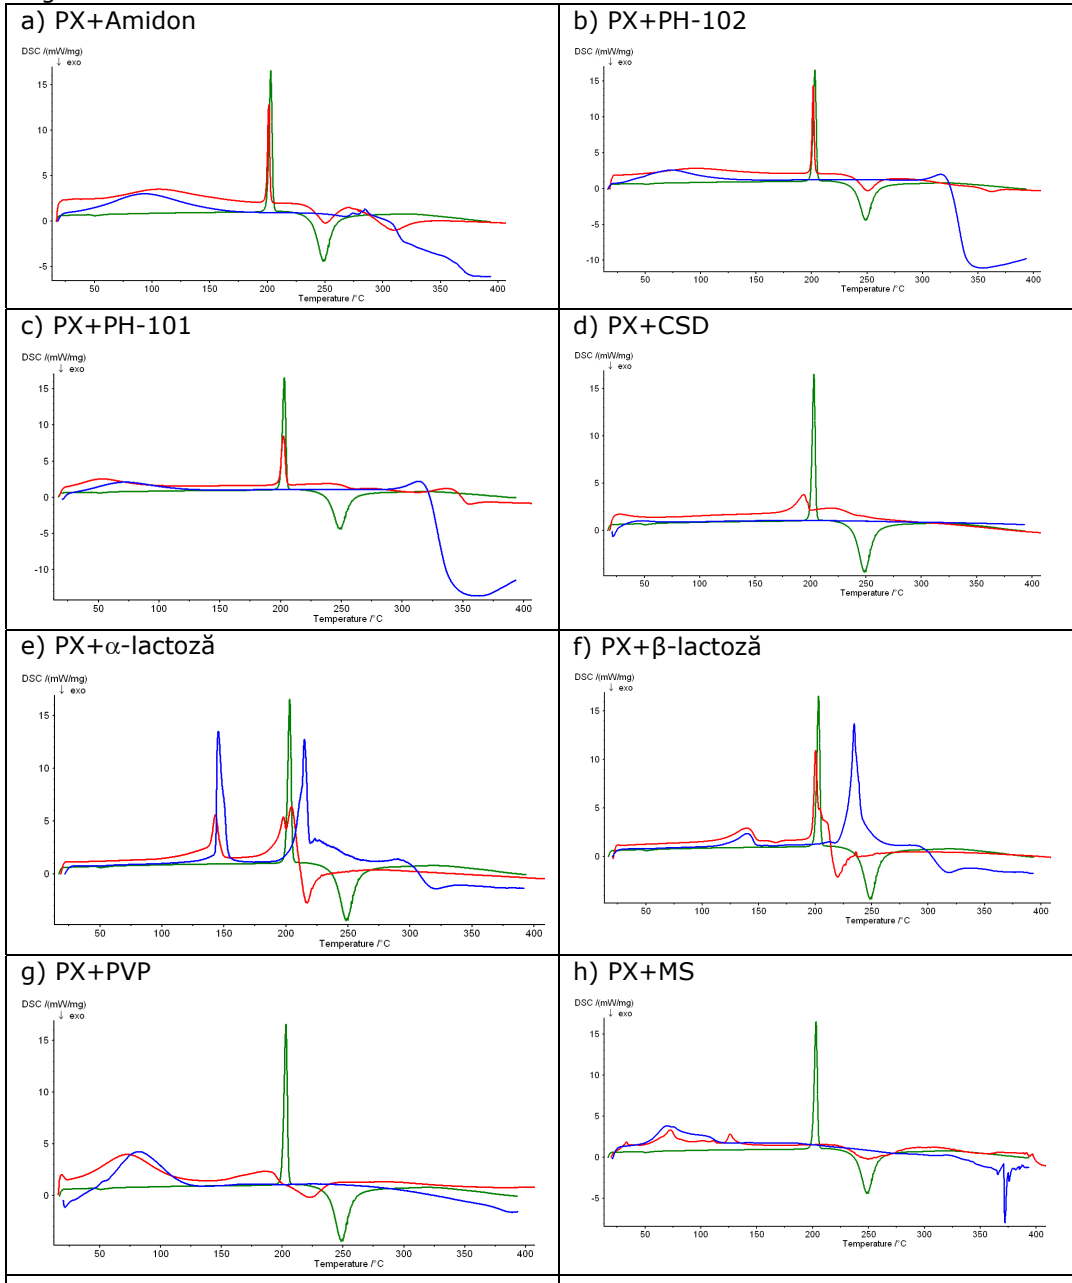 a) PX+Amidon
DSC /(mW/mg)
↓ exo
15
10
5
0
-5
50 100 150 200 250 300 350 400
Temperature /°C
b) PX+PH-102
DSC /(mW/mg)
↓ exo
15
10
5
0
-5
-10
50 100 150 200 250 300 350 400
Temperature /°C
c) PX+PH-101
DSC /(mW/mg)
↓ exo
15
10
5
0
-5
-10
50 100 150 200 250 300 350 400
Temperature /°C
d) PX+CSD
DSC /(mW/mg)
↓ exo
15
10
5
0
50 100 150 200 250 300 350 400
Temperature /°C
e) PX+α-lactoză
DSC /(mW/mg)
↓ exo
15
10
5
0
50 100 150 200 250 300 350 400
Temperature /°C
f) PX+β-lactoză
DSC /(mW/mg)
↓ exo
15
10
5
0
50 100 150 200 250 300 350 400
Temperature /°C
g) PX+PVP
DSC /(mW/mg)
↓ exo
15
10
5
0
50 100 150 200 250 300 350 400
Temperature /°C
h) PX+MS
DSC /(mW/mg)
↓ exo
15
10
5
0
-5
50 100 150 200 250 300 350 400
Temperature /°C